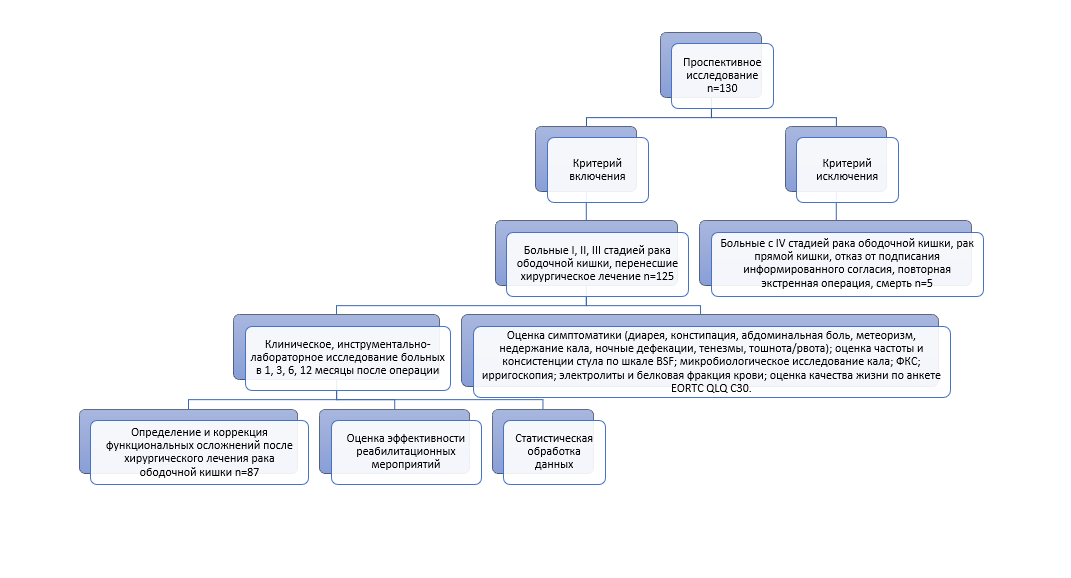 Проспективное
исследование
n=130
Критерий
включения
Критерий
исключения
Больные I, II, III стадией рака
ободочной кишки, перенесшие
хирургическое лечение n=125
Больные с IV стадией рака ободочной кишки, рак
прямой кишки, отказ от подписания
информированного согласия, повторная
экстренная операция, смерть n=5
Клиническое, инструментально-
лабораторное исследование больных
в 1, 3, 6, 12 месяцы после операции
Оценка симптоматики (диарея, констипация, абдоминальная боль, метеоризм,
недержание кала, ночные дефекации, тенезмы, тошнота/рвота); оценка частоты и
консистенции стула по шкале BSF; микробиологическое исследование кала; ФКС;
ирригоскопия; электролиты и белковая фракция крови; оценка качества жизни по анкете
EORTC QLQ C30.
Определение и коррекция
функциональных осложнений после
хирургического лечения рака
ободочной кишки n=87
Оценка эффективности
реабилитационных
мероприятий
Статистическая
обработка
данных